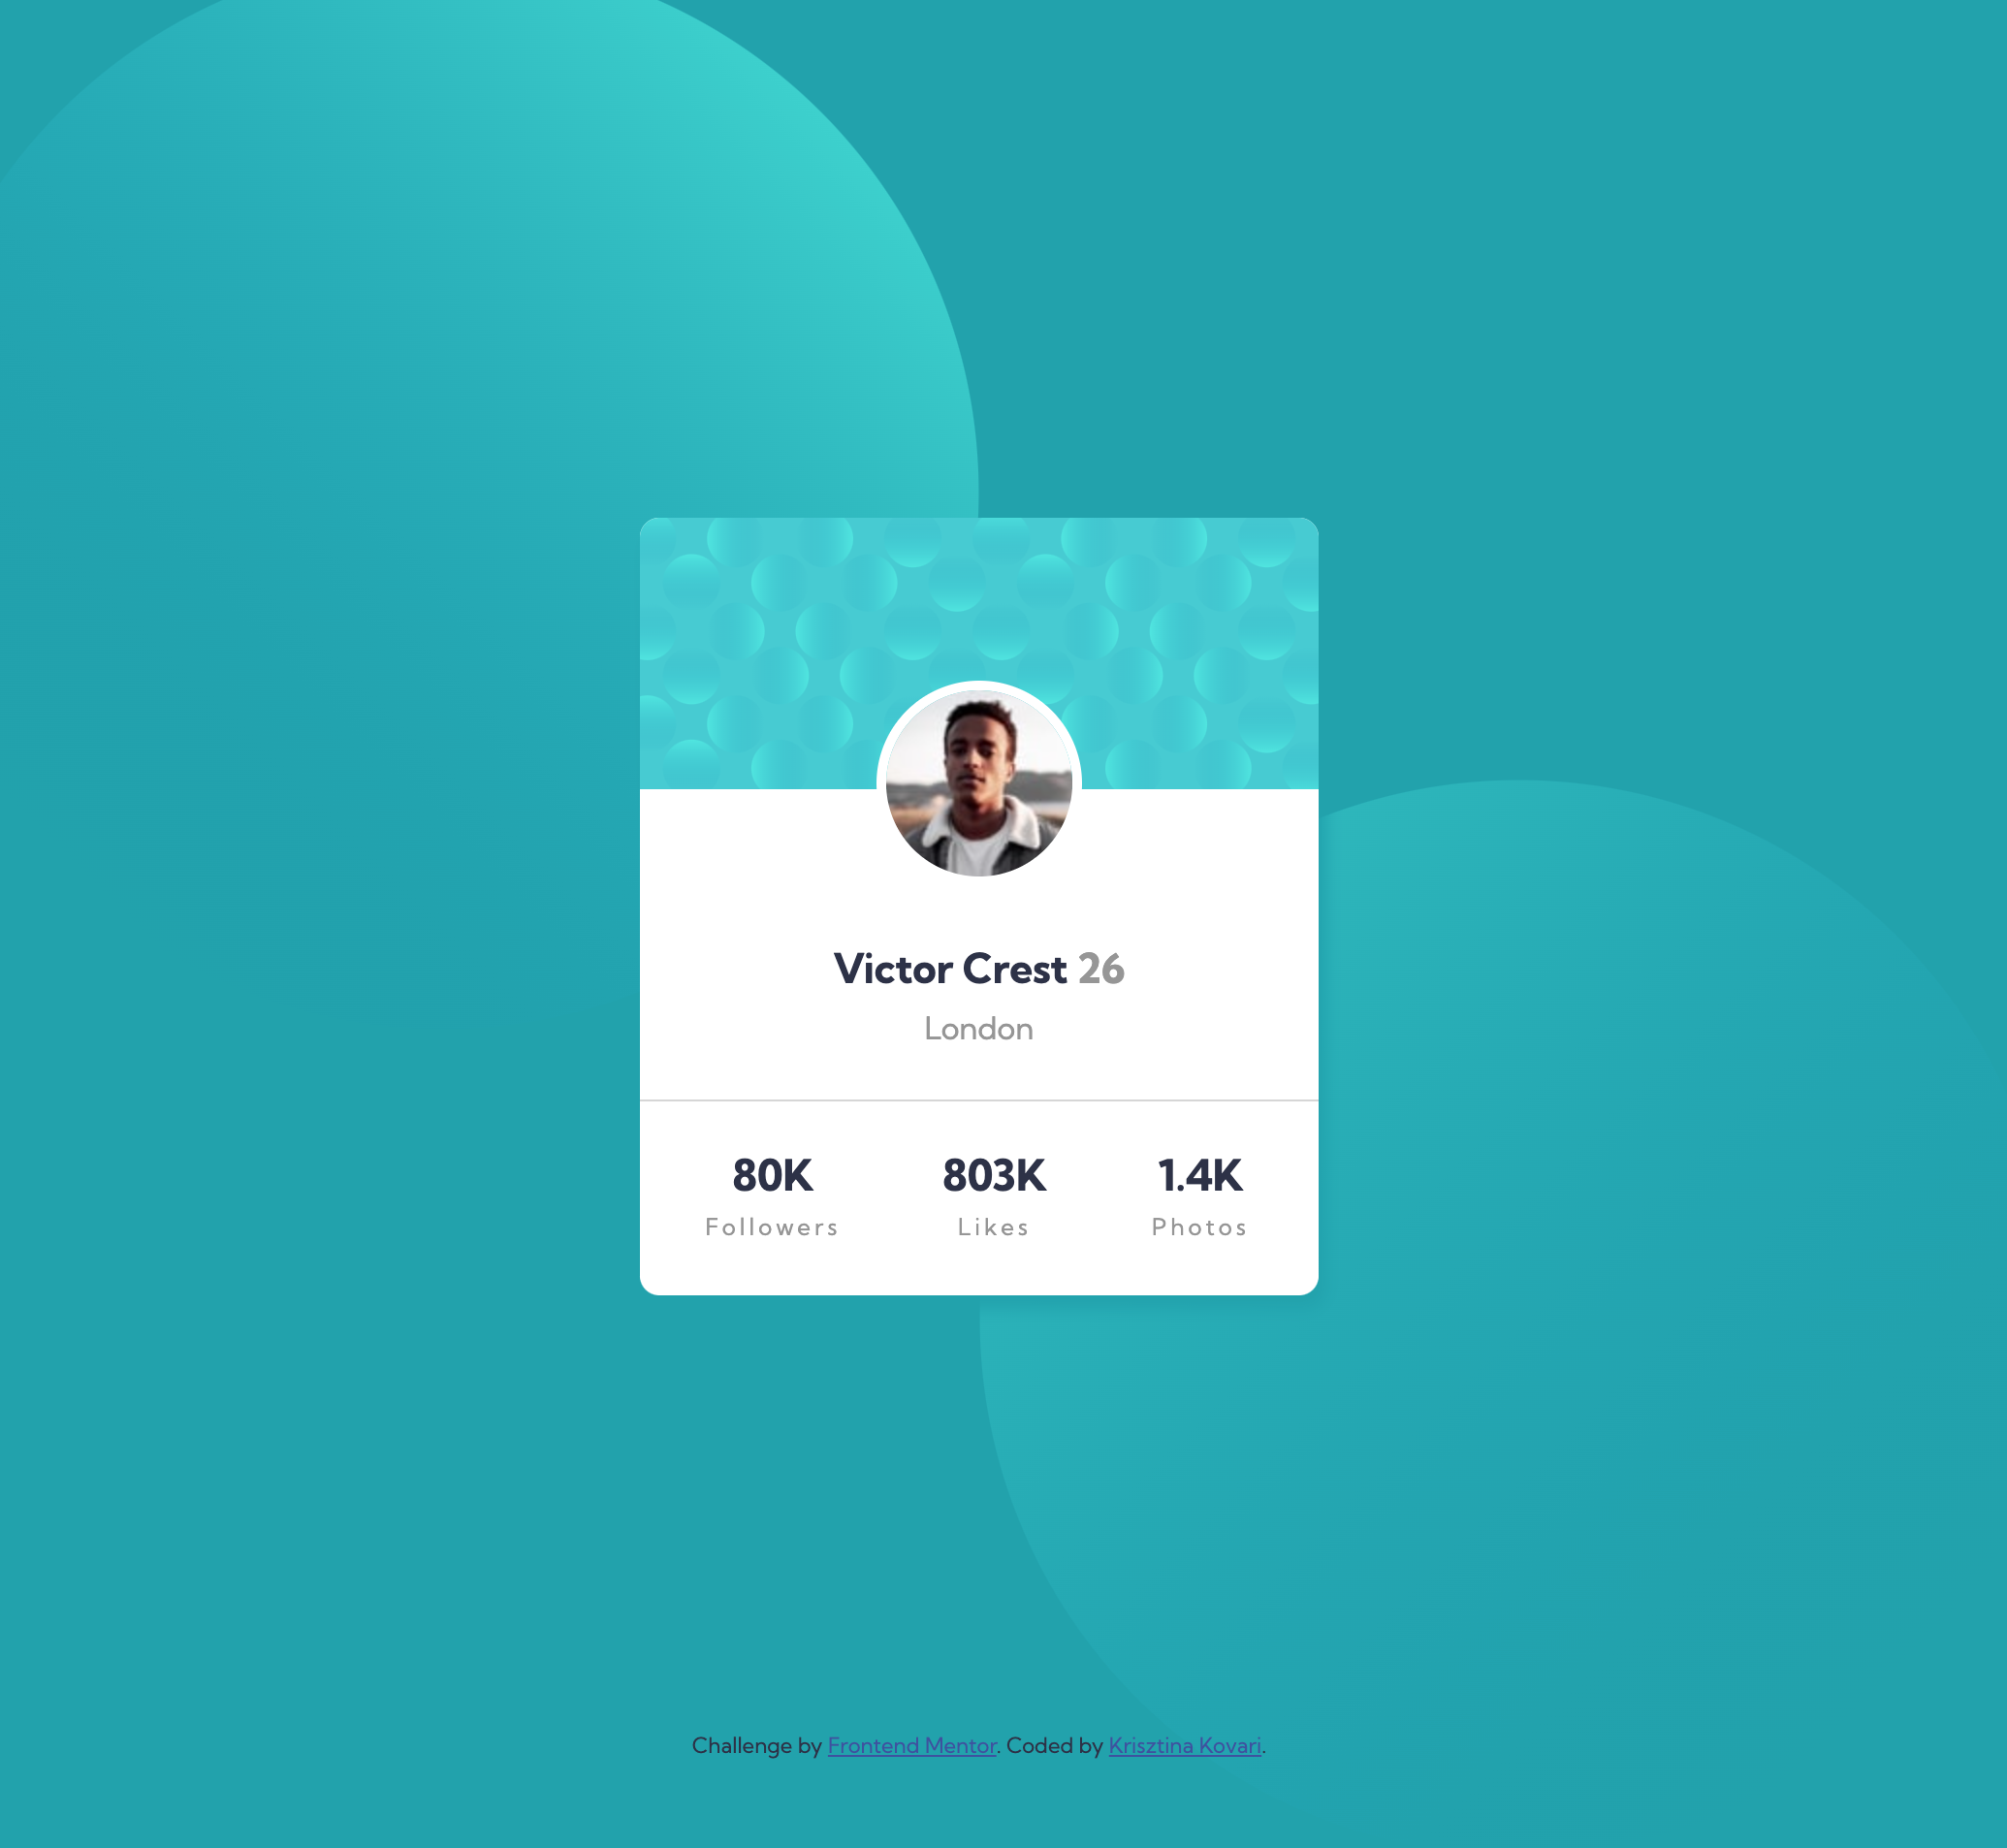 Victor Crest 26
London
80K 803K 1.4K
Followers Likes Photos
Challenge by Frontend Mentor. Coded by Krisztina Kovari.